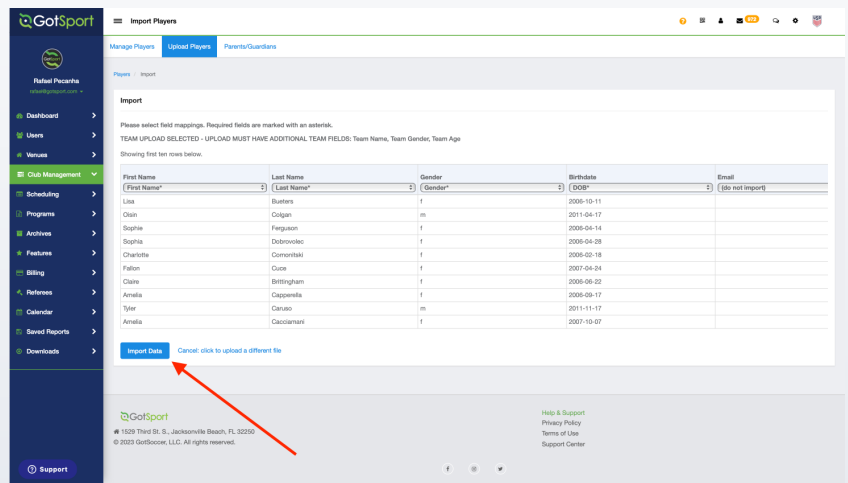 GotSport
Import Players
972
Manage Players Upload Players Parents/Guardians
GotSport
Rafael Pecanha
rafael@gotsport.com
Players / Import
Dashboard
Users
Venues
Club Management
Scheduling
Programs
Archives
Features
Billing
Referees
Calendar
Saved Reports
Downloads
Support
Import
Please select field mappings. Required fields are marked with an asterisk.
TEAM UPLOAD SELECTED - UPLOAD MUST HAVE ADDITIONAL TEAM FIELDS: Team Name, Team Gender, Team Age
Showing first ten rows below.
First Name Last Name Gender Birthdate Email
First Name* Last Name* Gender* DOB* (do not import)
Lisa Bueters f 2006-10-11
Oisin Colgan m 2011-04-17
Sophie Ferguson f 2006-04-14
Sophia Dobrovolec f 2006-04-28
Charlotte Comonitski f 2006-02-18
Fallon Cuce f 2007-04-24
Claire Brittingham f 2006-06-22
Amelia Capperella f 2006-09-17
Tyler Caruso m 2011-11-17
Amelia Cacciamani f 2007-10-07
Import Data Cancel: click to upload a different file
GotSport
1529 Third St. S., Jacksonville Beach, FL 32250
© 2023 GotSoccer, LLC. All rights reserved.
Help & Support
Privacy Policy
Terms of Use
Support Center